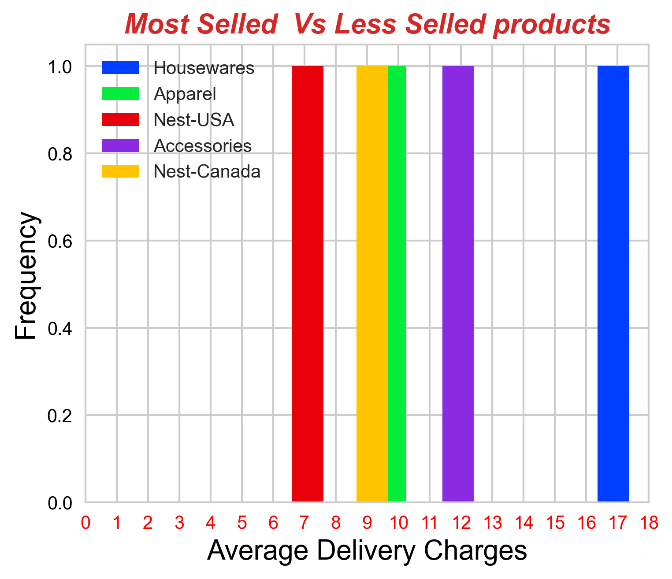 Most Selled  Vs Less Selled products
1.0
0.8
0.6
0.4
0.2
0.0
Frequency
Housewares
Apparel
Nest-USA
Accessories
Nest-Canada
0 1 2 3 4 5 6 7 8 9 10 11 12 13 14 15 16 17 18
Average Delivery Charges